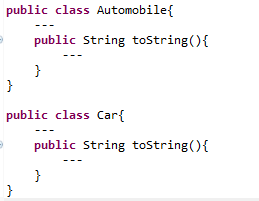 public class Automobile{
---
public String toString(){
---
}
}
public class Car{
---
public String toString(){
---
}
}